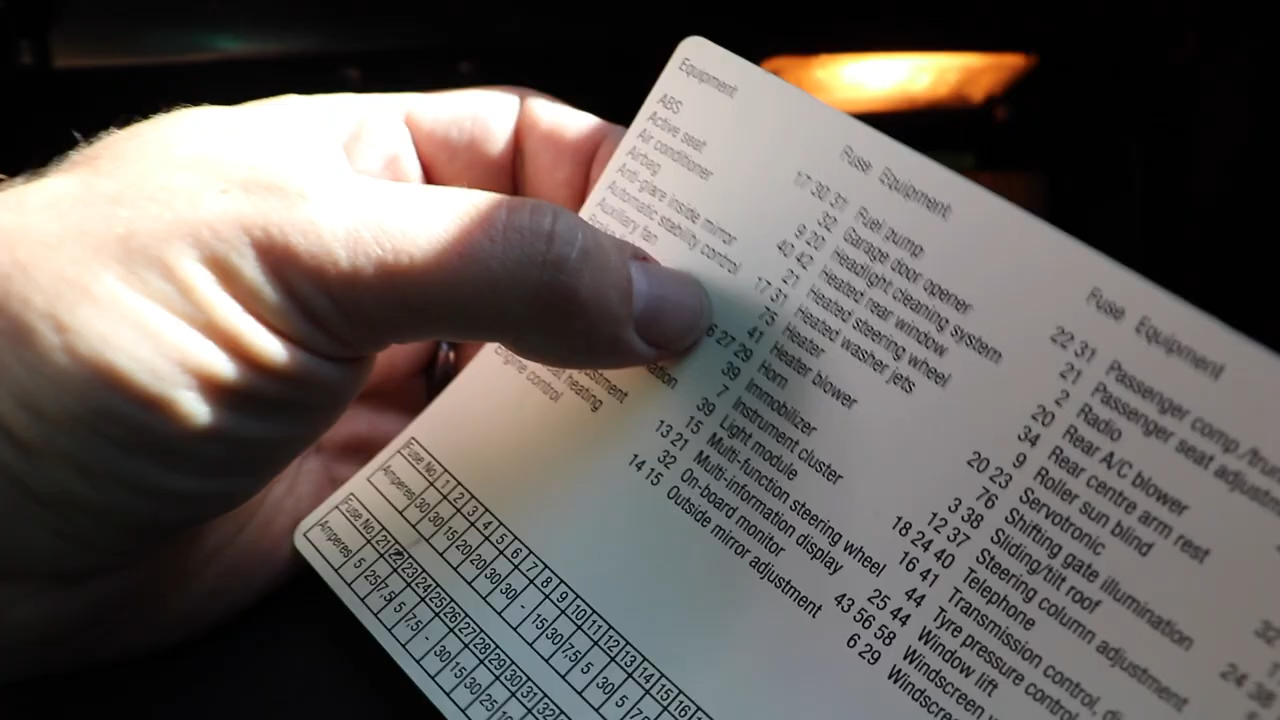 Equipment Fuse Equipment Fuse Equipment
ABS 17 30 31 Fuel pump 22 31 Passenger
Active seat 32 Garage door opener 21 Passenger seat
Air conditioner 9 20 Headlight cleaning system 2 Radio
Airbag 40 42 Heated rear window 20 Rear A/C blower
Anti-glare inside mirror 21 Heated steering wheel 34 Rear centre arm rest
Automatic stability control 17 31 Heated washer jets 9 Roller sun blind
Auxiliary fan 75 Heater 20 23 Servotronic
41 Heater blower 76 Shifting gate illumination
6 27 29 Horn 3 38 Sliding/tilt roof
39 Immobilizer 12 37 Steering column adjustment
7 Instrument cluster 18 24 40 Telephone
39 Light module 16 41 Transmission control,
15 Multi-function steering wheel 44 Tyre pressure control
13 21 Multi-information display 25 44 Window lift
heating 32 On-board monitor 43 56 58 Windscreen
Engine control 14 15 Outside mirror adjustment 6 29 Windscreen
Fuse No. 1 2 3 4 5 6 7 8 9 10 11 12 13 14 15 16
Amperes 30 30 15 20 20 30 30 - 15 30 7,5 5 30 5
Fuse No. 21 22 23 24 25 26 27 28 29 30 31 32
Amperes 5 25 7,5 5 7,5 - 30 15 30 25